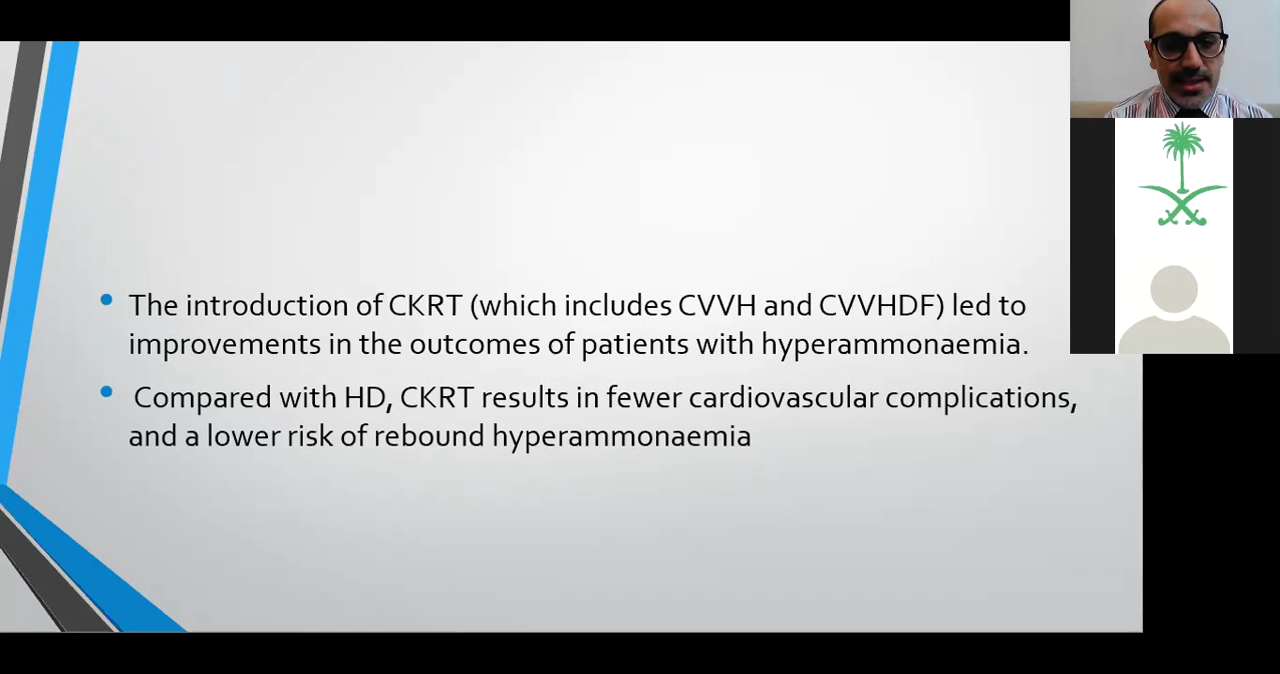 • The introduction of CKRT (which includes CVVH and CVVHDF) led to
improvements in the outcomes of patients with hyperammonaemia.
• Compared with HD, CKRT results in fewer cardiovascular complications,
and a lower risk of rebound hyperammonaemia